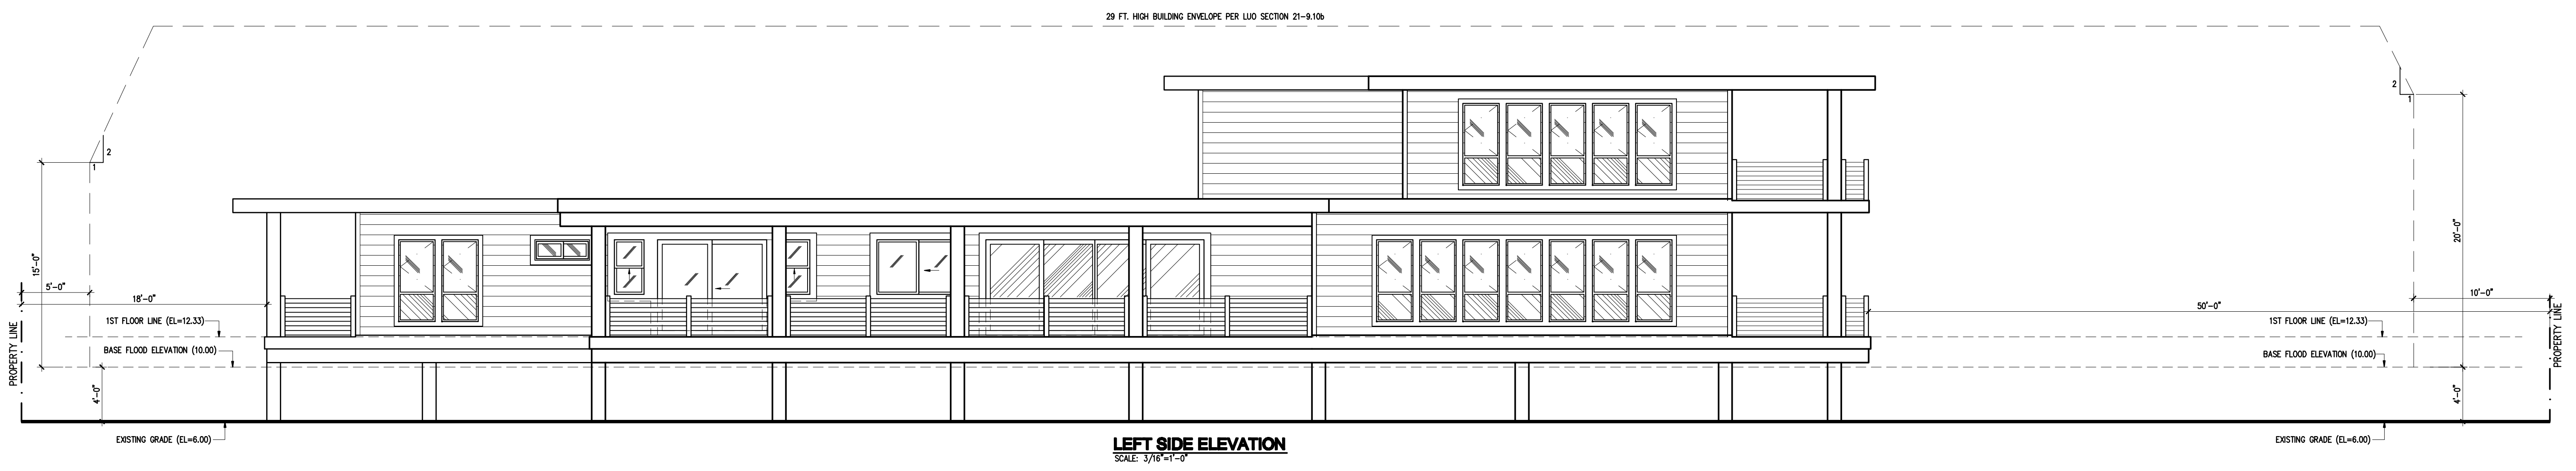 29 FT. HIGH BUILDING ENVELOPE PER LUO SECTION 21-9.10b
2
1
2
1
15'-0"
20'-0"
5'-0"
18'-0"
10'-0"
50'-0"
1ST FLOOR LINE (EL=12.33)
1ST FLOOR LINE (EL=12.33)
BASE FLOOD ELEVATION (10.00)
BASE FLOOD ELEVATION (10.00)
PROPERTY LINE
PROPERTY LINE
4'-0"
4'-0"
EXISTING GRADE (EL=6.00)
EXISTING GRADE (EL=6.00)
LEFT SIDE ELEVATION
SCALE: 3/16"=1'-0"